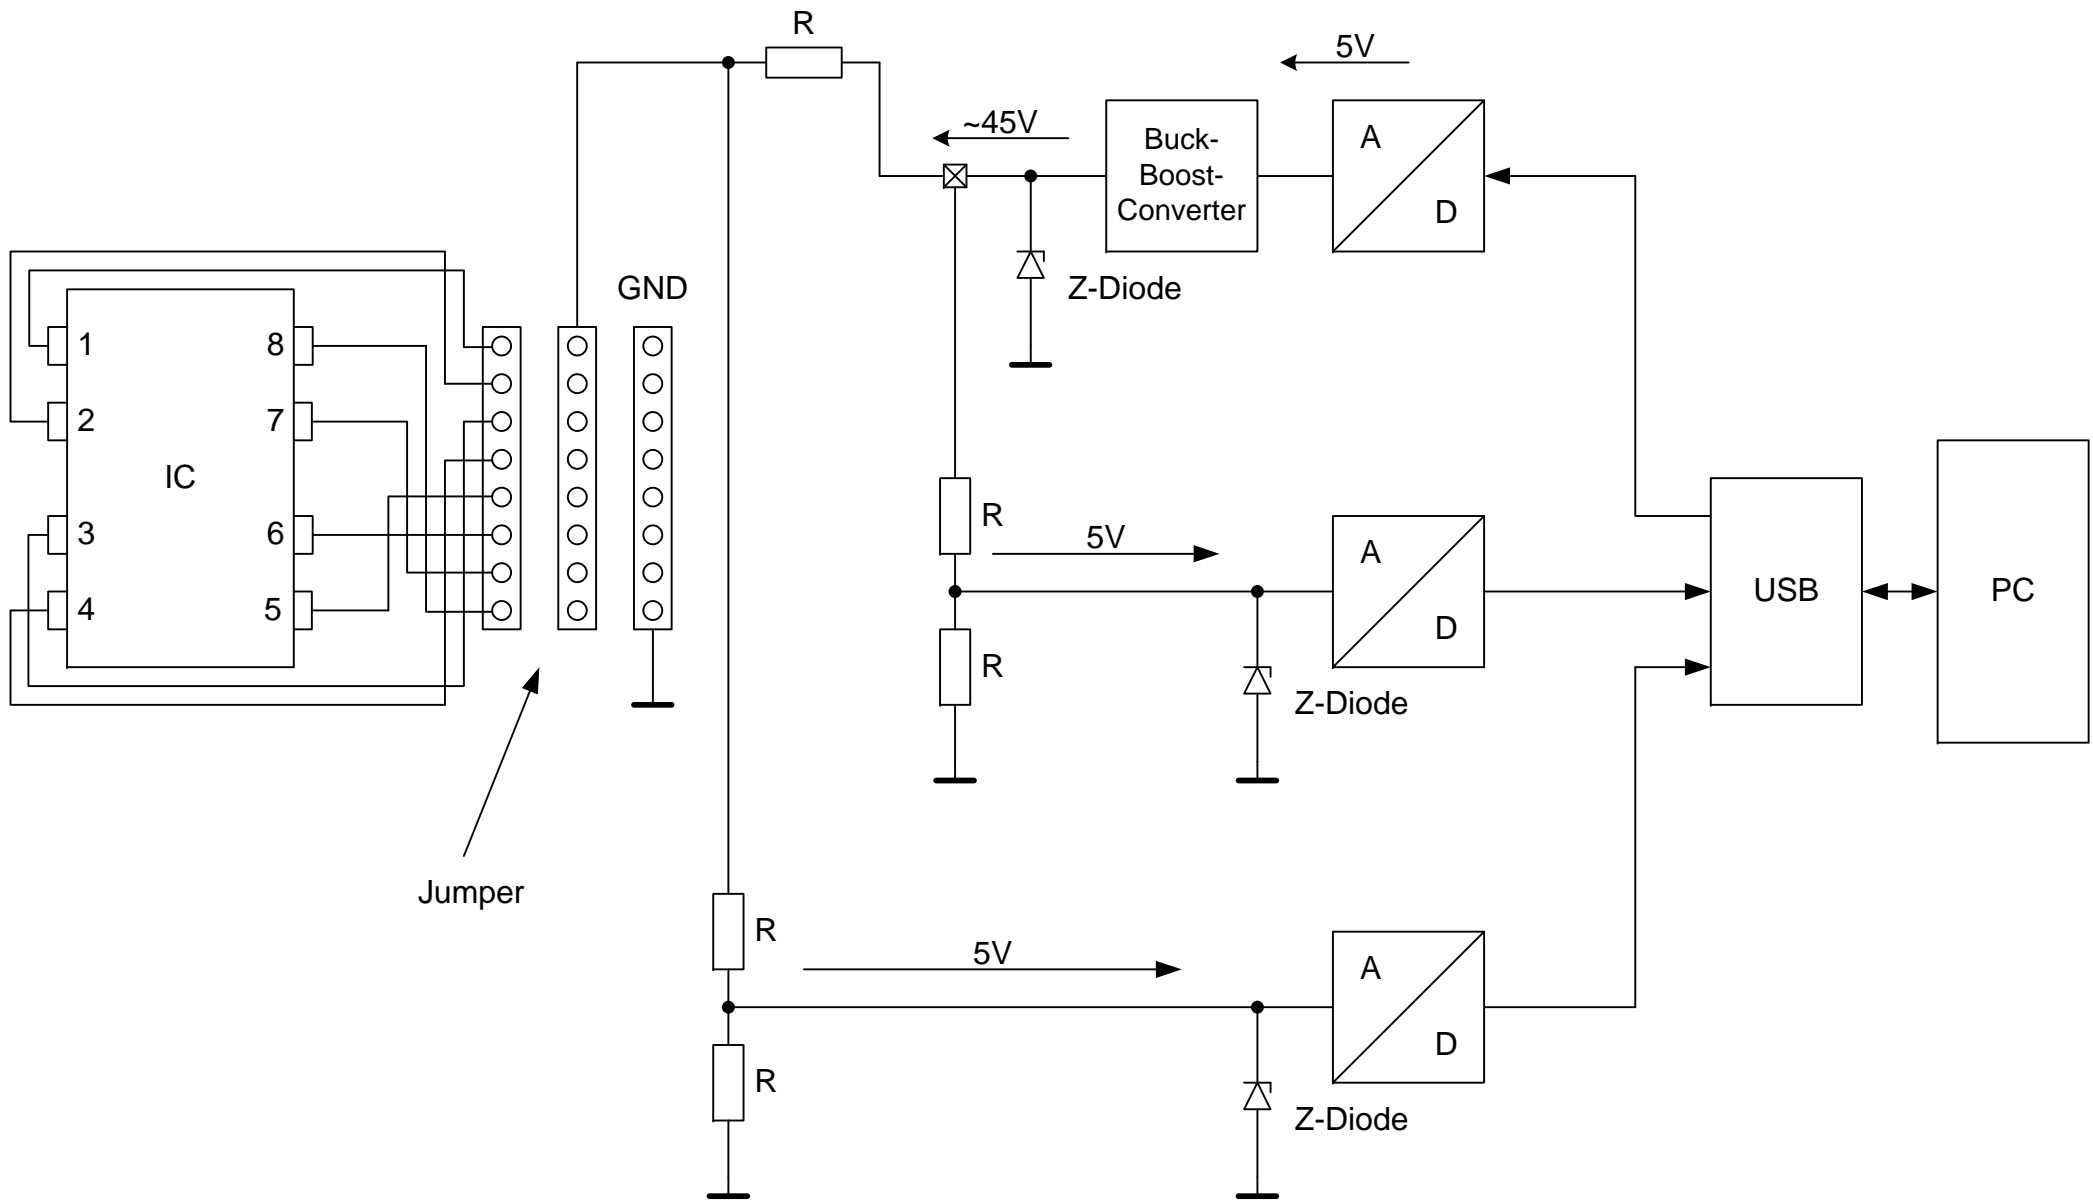 R
5V
~45V
Buck-
Boost-
Converter
A
D
GND
Z-Diode
1
8
2
7
IC
3
6
4
5
R
5V
A
D
USB
PC
R
Z-Diode
Jumper
R
5V
A
D
R
Z-Diode